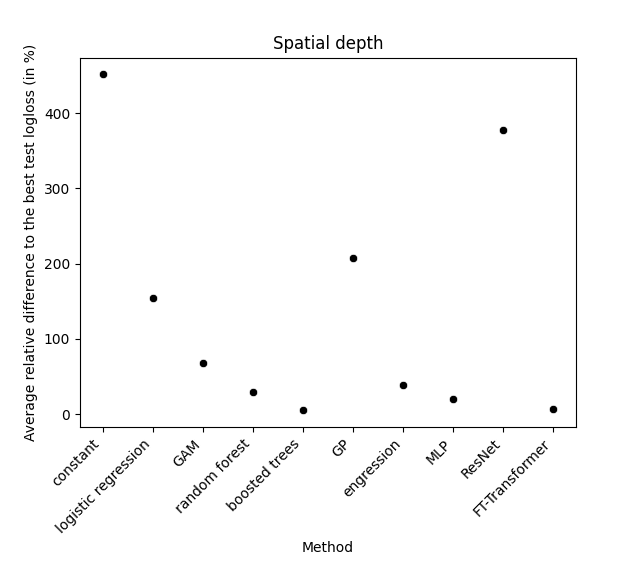 Spatial depth
Average relative difference to the best test logloss (in %)
400
300
200
100
0
constant
logistic regression
GAM
random forest
boosted trees
GP
engression
MLP
ResNet
FT-Transformer
Method